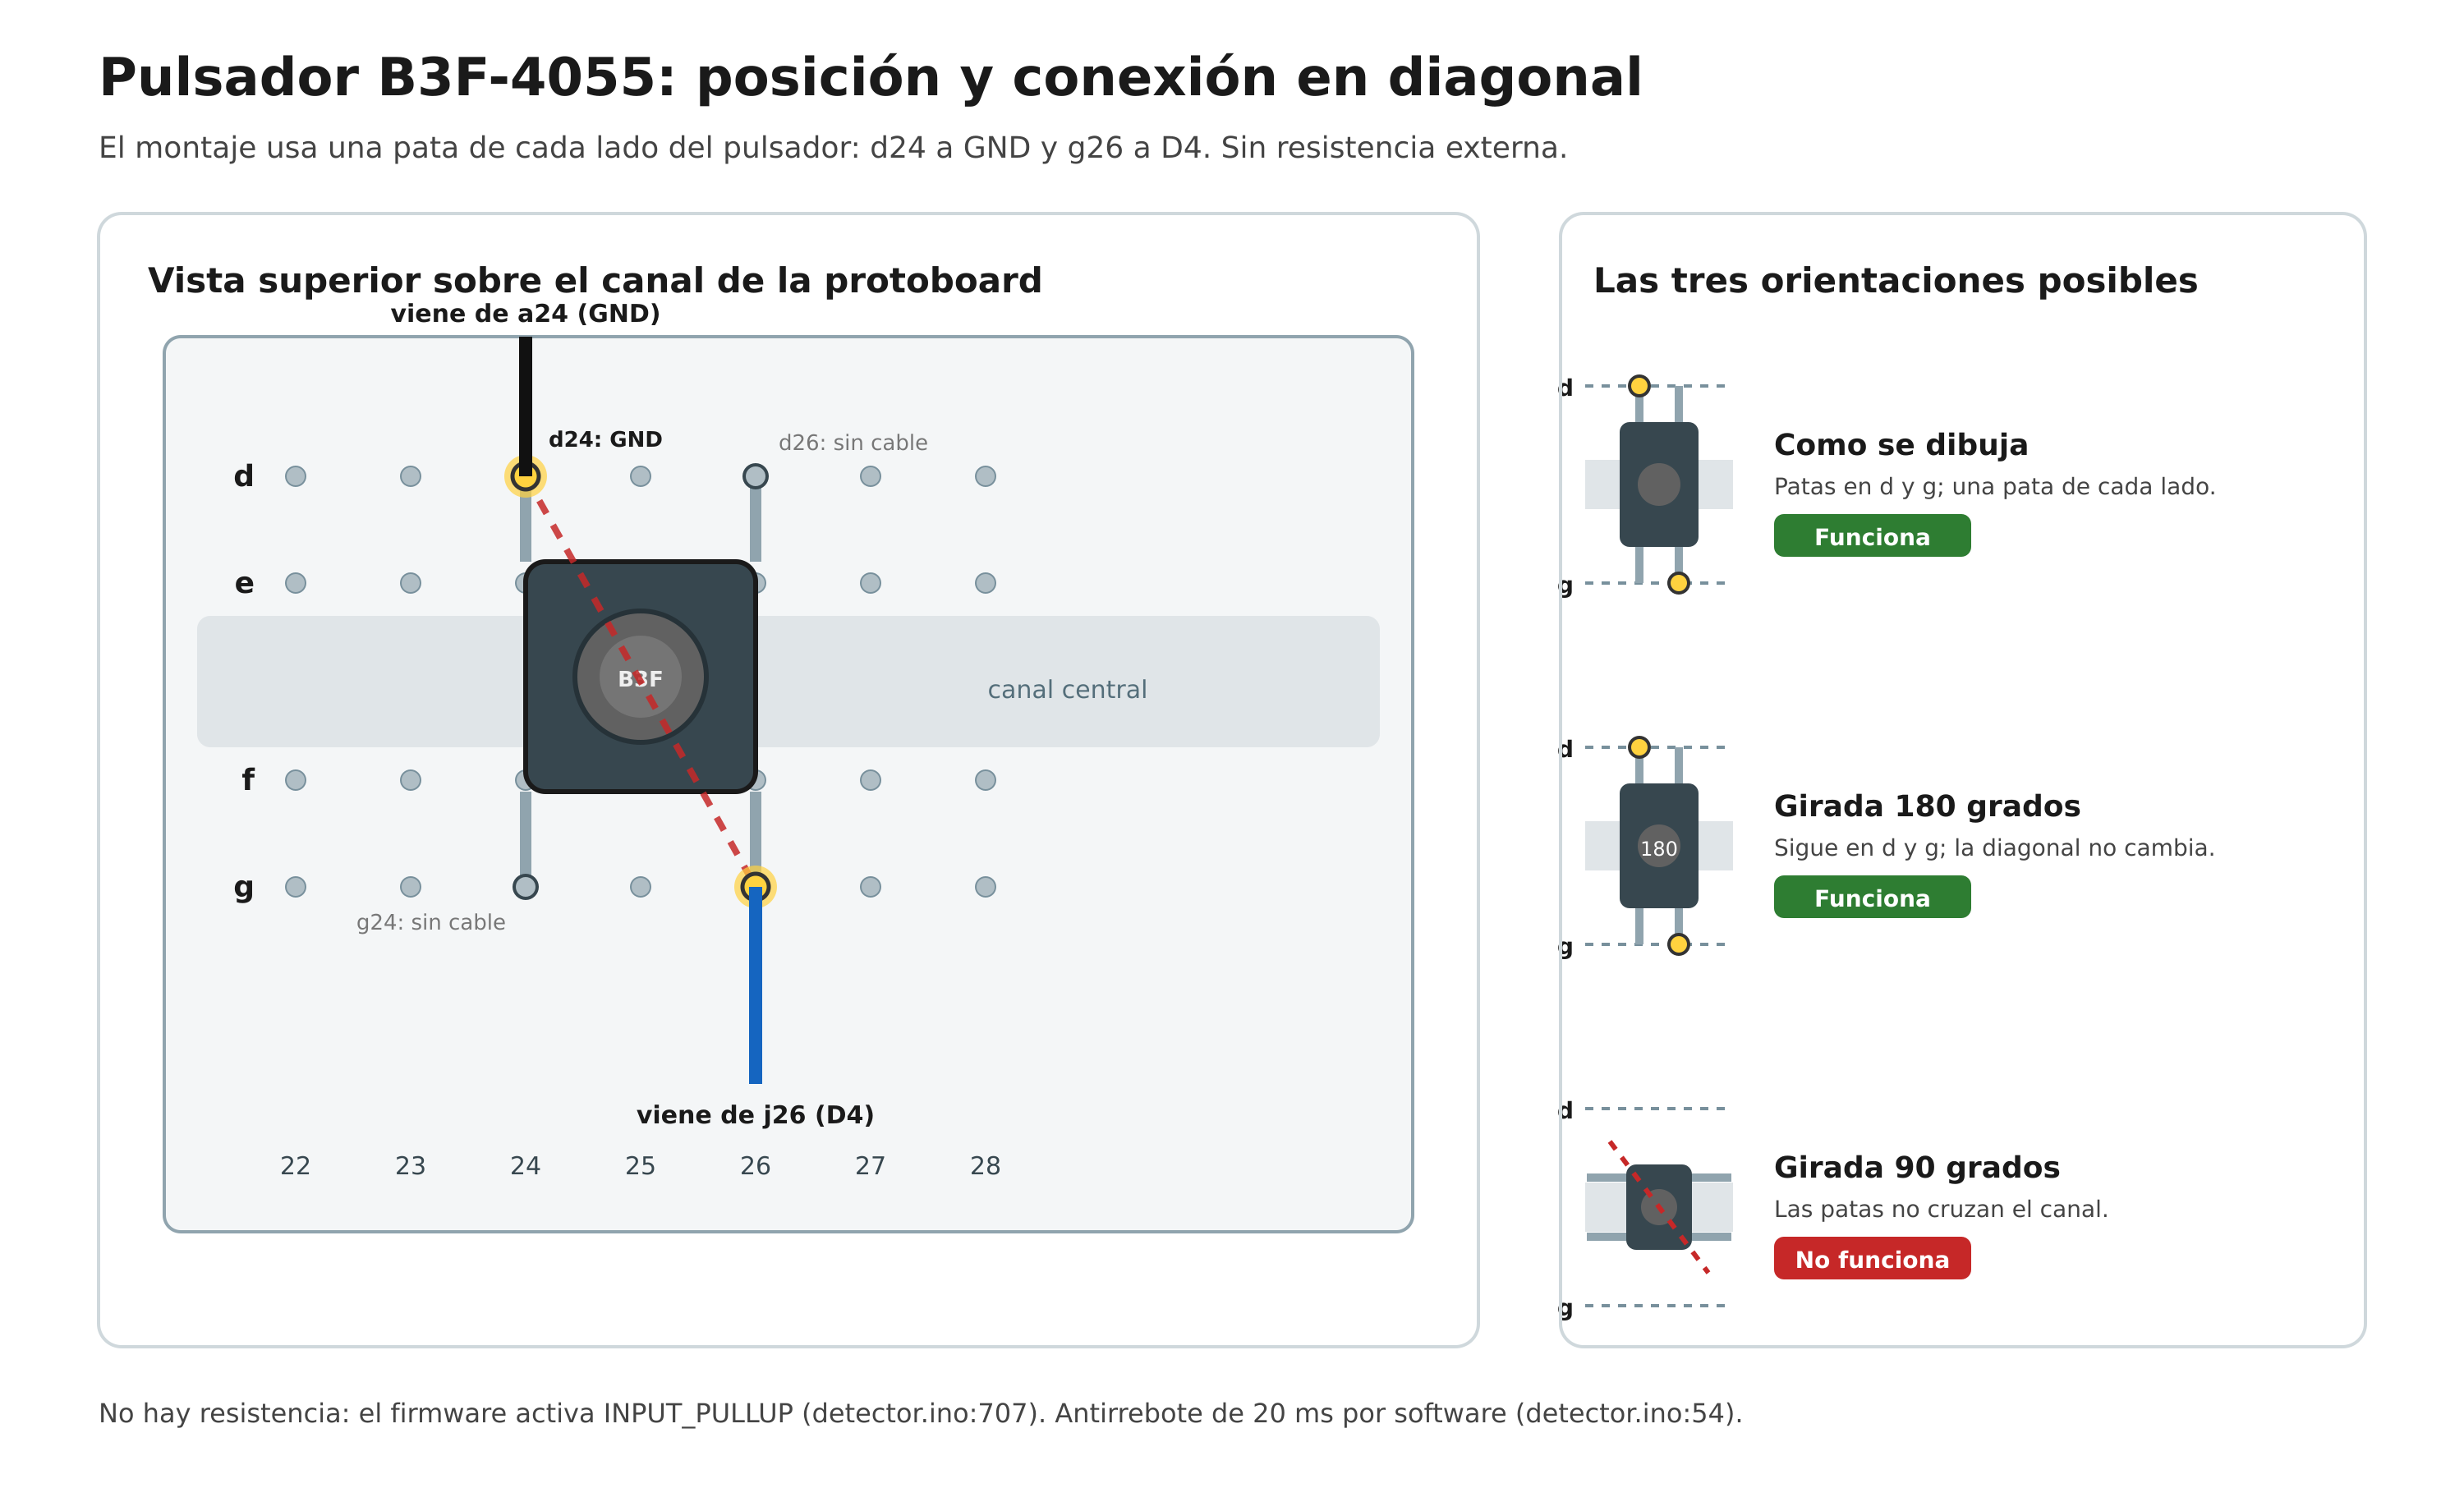 Pulsador B3F-4055: posición y conexión en diagonal
El montaje usa una pata de cada lado del pulsador: d24 a GND y g26 a D4. Sin resistencia externa.
Vista superior sobre el canal de la protoboard
viene de a24 (GND)
d24: GND
d26: sin cable
d
e
B3F
canal central
f
g
g24: sin cable
viene de j26 (D4)
22 23 24 25 26 27 28
Las tres orientaciones posibles
d
Como se dibuja
Patas en d y g; una pata de cada lado.
Funciona
g
d
Girada 180 grados
180
Sigue en d y g; la diagonal no cambia.
Funciona
g
d
Girada 90 grados
Las patas no cruzan el canal.
No funciona
g
No hay resistencia: el firmware activa INPUT_PULLUP (detector.ino:707). Antirrebote de 20 ms por software (detector.ino:54).